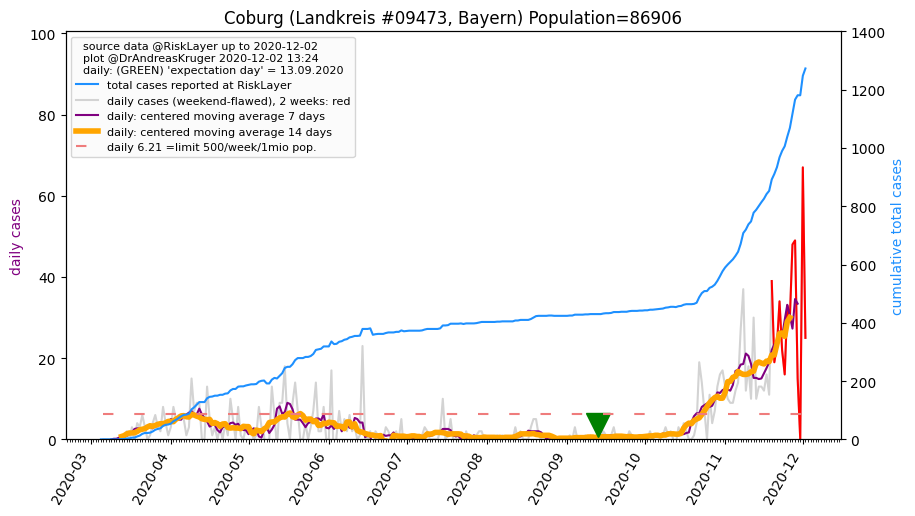 Coburg (Landkreis #09473, Bayern) Population=86906
source data @RiskLayer up to 2020-12-02
plot @DrAndreasKruger 2020-12-02 13:24
daily: (GREEN) 'expectation day' = 13.09.2020
total cases reported at RiskLayer
daily cases (weekend-flawed), 2 weeks: red
daily: centered moving average 7 days
daily: centered moving average 14 days
daily 6.21 =limit 500/week/1mio pop.
daily cases
100
80
60
40
20
0
cumulative total cases
1400
1200
1000
800
600
400
200
0
2020-03
2020-04
2020-05
2020-06
2020-07
2020-08
2020-09
2020-10
2020-11
2020-12